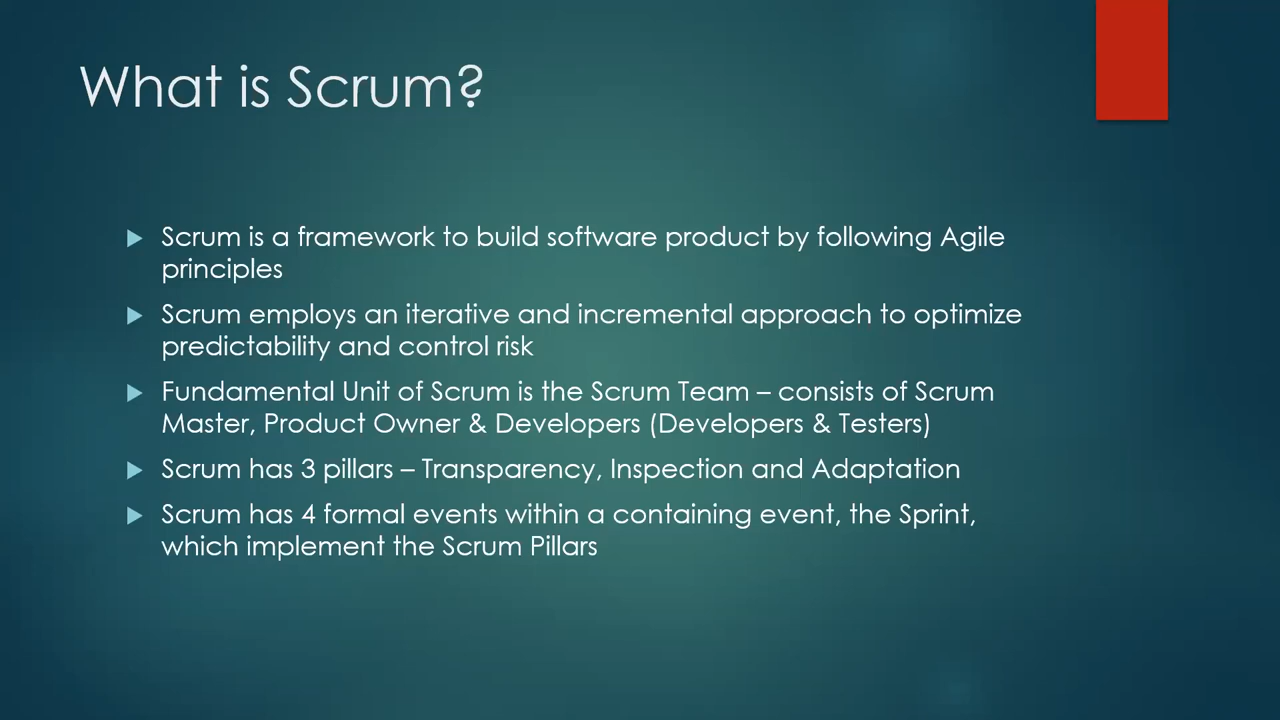 What is Scrum?
Scrum is a framework to build software product by following Agile
principles
Scrum employs an iterative and incremental approach to optimize
predictability and control risk
Fundamental Unit of Scrum is the Scrum Team – consists of Scrum
Master, Product Owner & Developers (Developers & Testers)
Scrum has 3 pillars – Transparency, Inspection and Adaptation
Scrum has 4 formal events within a containing event, the Sprint,
which implement the Scrum Pillars